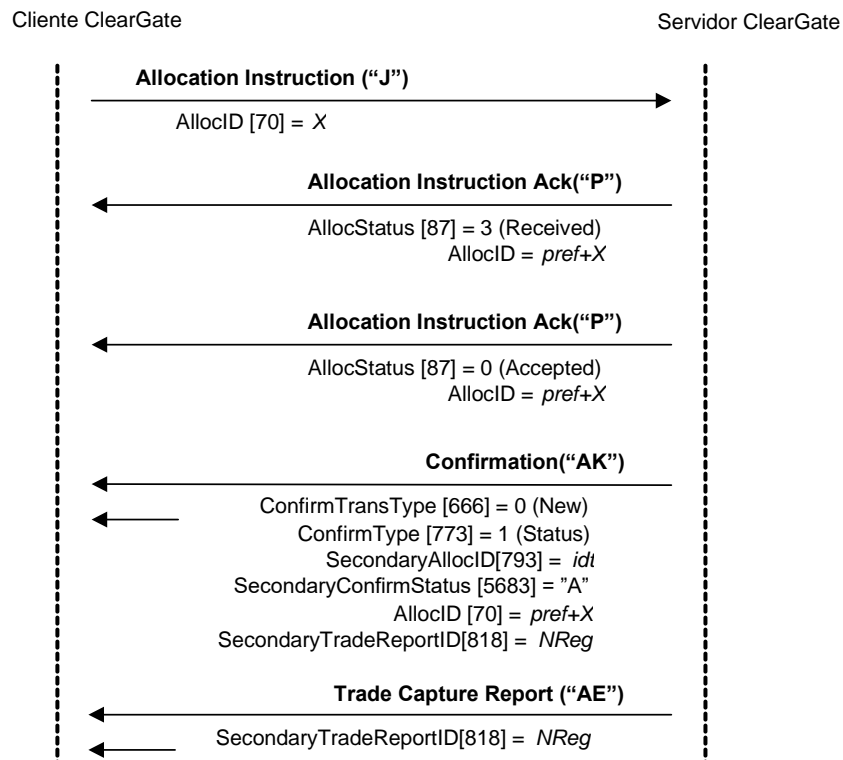 Cliente ClearGate
Servidor ClearGate
Allocation Instruction (“J”)
AllocID [70] = X
Allocation Instruction Ack(“P”)
AllocStatus [87] = 3 (Received)
AllocID = pref+X
Allocation Instruction Ack(“P”)
AllocStatus [87] = 0 (Accepted)
AllocID = pref+X
Confirmation(“AK”)
ConfirmTransType [666] = 0 (New)
ConfirmType [773] = 1 (Status)
SecondaryAllocID[793] = idt
SecondaryConfirmStatus [5683] = ”A”
AllocID [70] = pref+X
SecondaryTradeReportID[818] = NReg
Trade Capture Report (“AE”)
SecondaryTradeReportID[818] = NReg